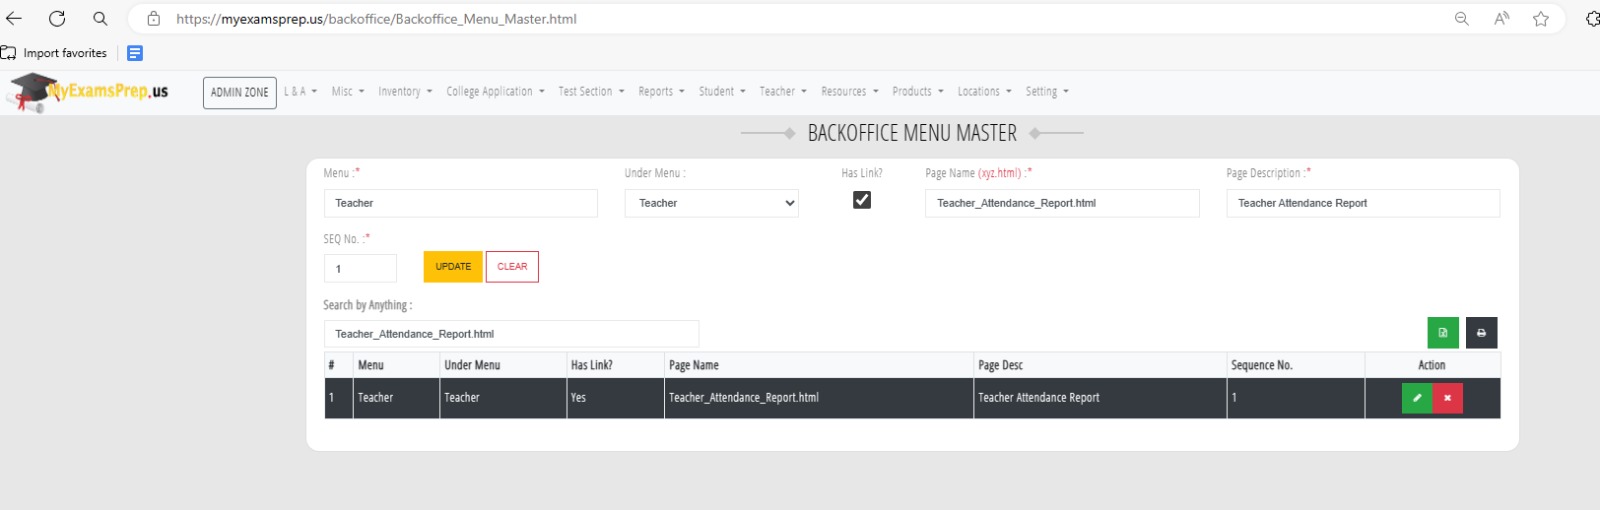 https://myexamsprep.us/backoffice/Backoffice_Menu_Master.html
Import favorites
MyExamsPrep.us ADMIN ZONE L & A Misc Inventory College Application Test Section Reports Student Teacher Resources Products Locations Setting
BACKOFFICE MENU MASTER
Menu :* Under Menu : Has Link? Page Name (xyz.html) :* Page Description :*
Teacher Teacher Teacher_Attendance_Report.html Teacher Attendance Report
SEQ No. :*
1 UPDATE CLEAR
Search by Anything :
Teacher_Attendance_Report.html
# Menu Under Menu Has Link? Page Name Page Desc Sequence No. Action
1 Teacher Teacher Yes Teacher_Attendance_Report.html Teacher Attendance Report 1